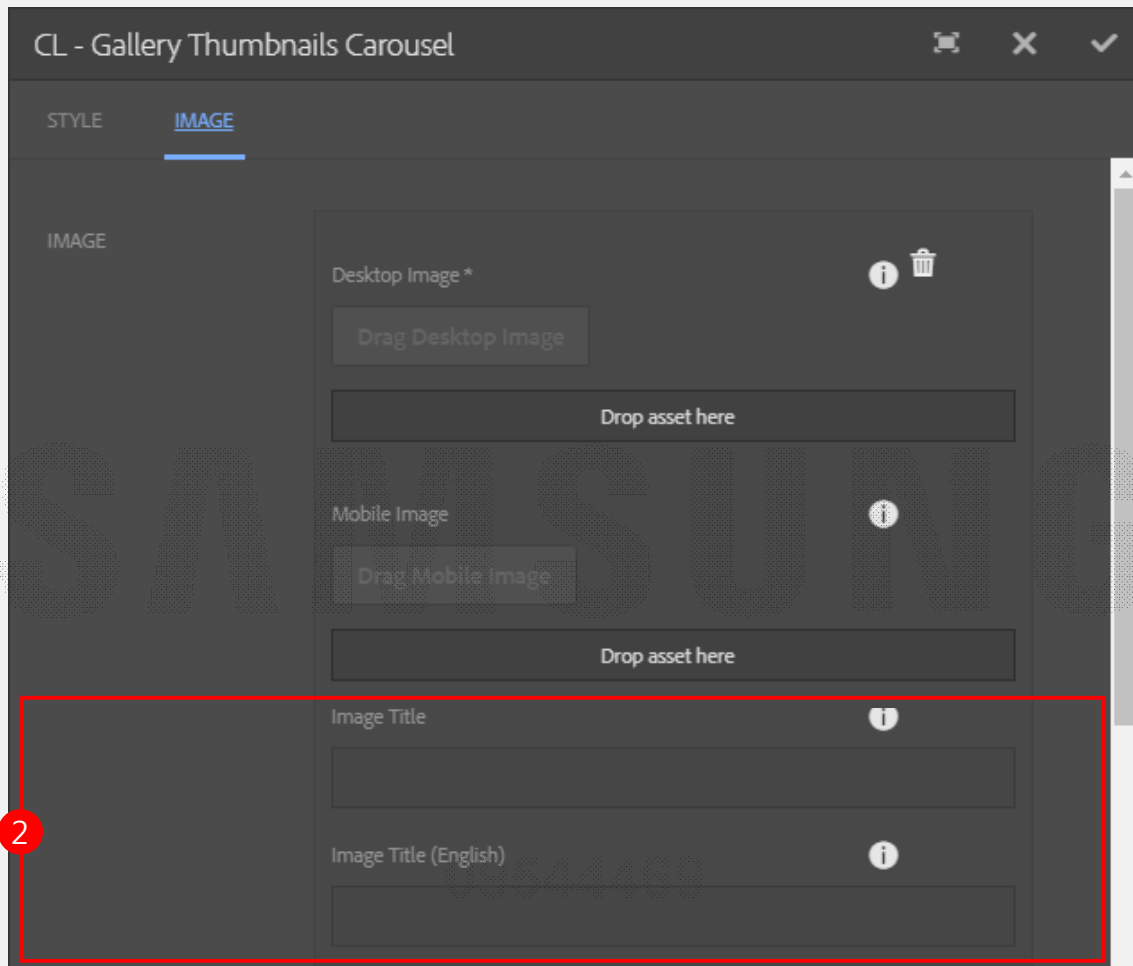 CL - Gallery Thumbnails Carousel
STYLE IMAGE
IMAGE
Desktop Image *
Drag Desktop Image
Drop asset here
SAMSUNG
Mobile Image
Drag Mobile Image
Drop asset here
Image Title
2
Image Title (English)